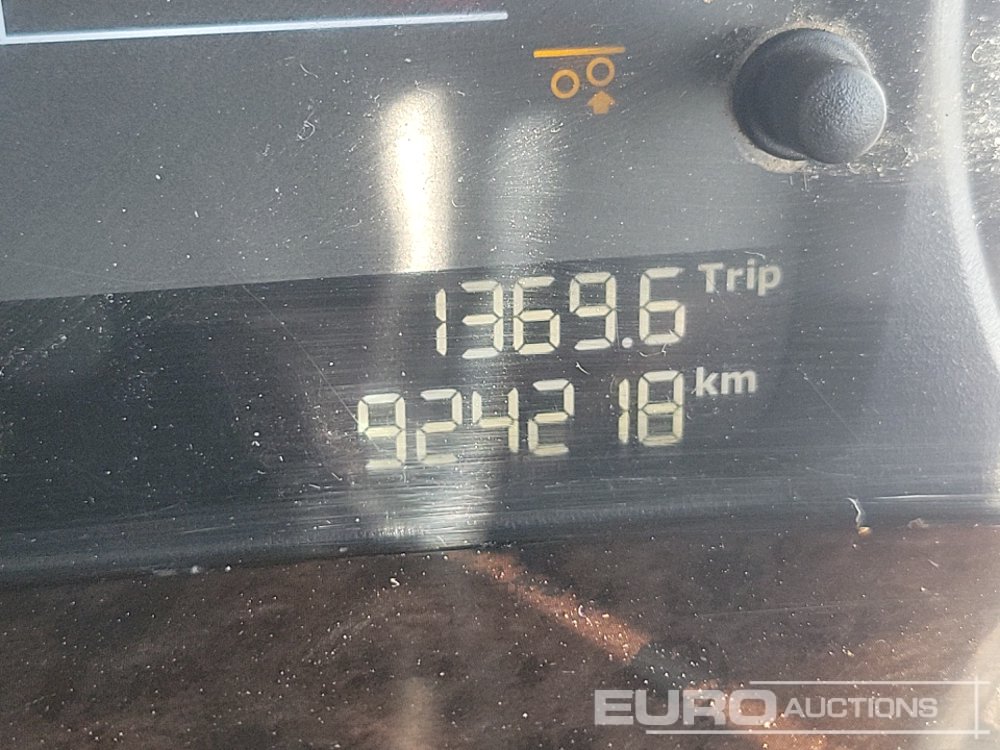 1369.6 Trip
924218 km
EURO AUCTIONS